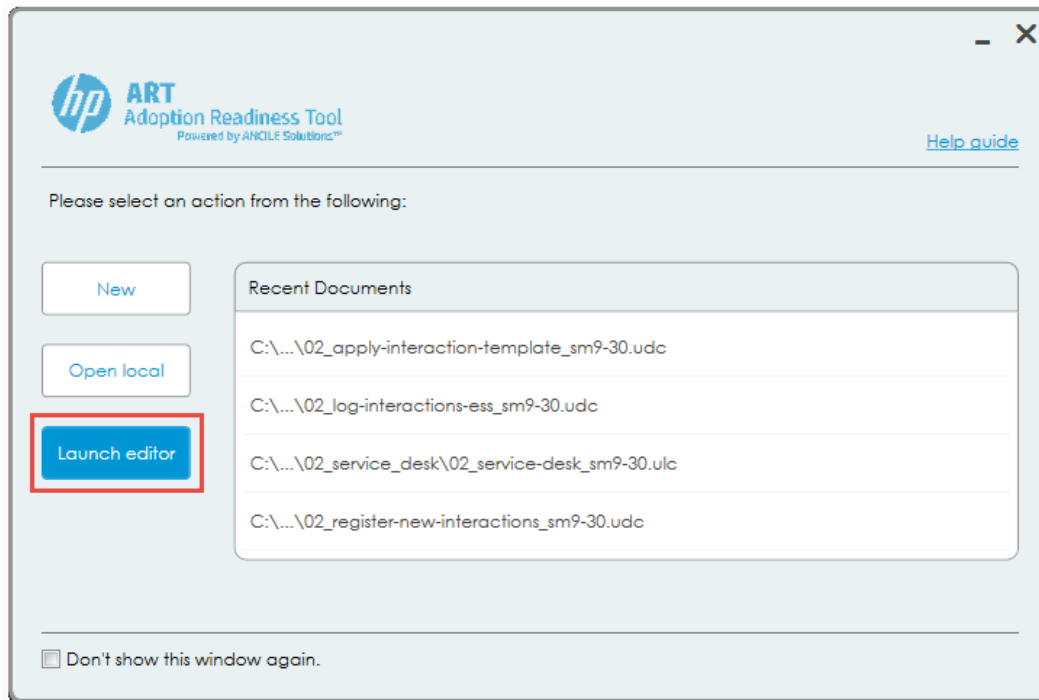 hp
ART
Adoption Readiness Tool
Powered by ANCILE Solutions™
Help guide
Please select an action from the following:
New
Open local
Launch editor
Recent Documents
C:\...\02_apply-interaction-template_sm9-30.udc
C:\...\02_log-interactions-ess_sm9-30.udc
C:\...\02_service_desk\02_service-desk_sm9-30.ulc
C:\...\02_register-new-interactions_sm9-30.udc
Don't show this window again.